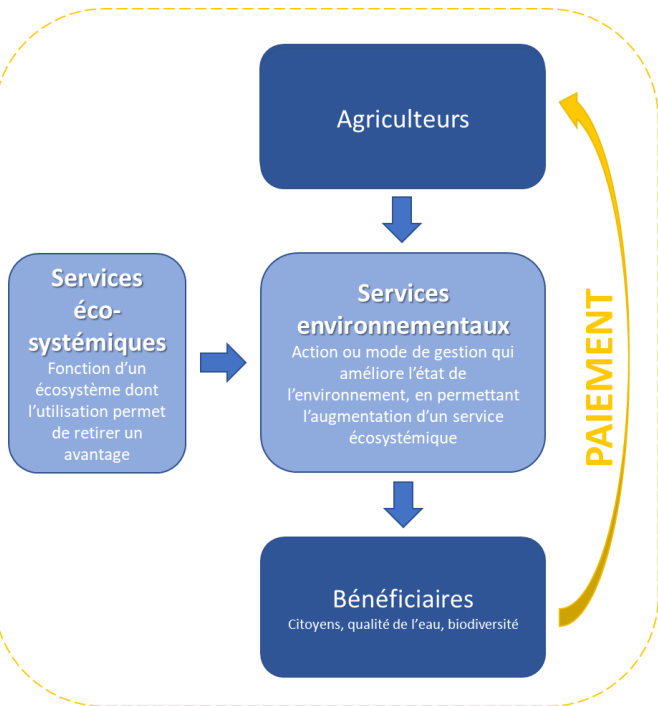 Agriculteurs
Services
éco-
systémiques
Fonction d'un
écosystème dont
l'utilisation permet
de retirer un
avantage
Services
environnementaux
Action ou mode de gestion qui
améliore l'état de
l'environnement, en permettant
l'augmentation d'un service
écosystémique
PAIEMENT
Bénéficiaires
Citoyens, qualité de l'eau, biodiversité